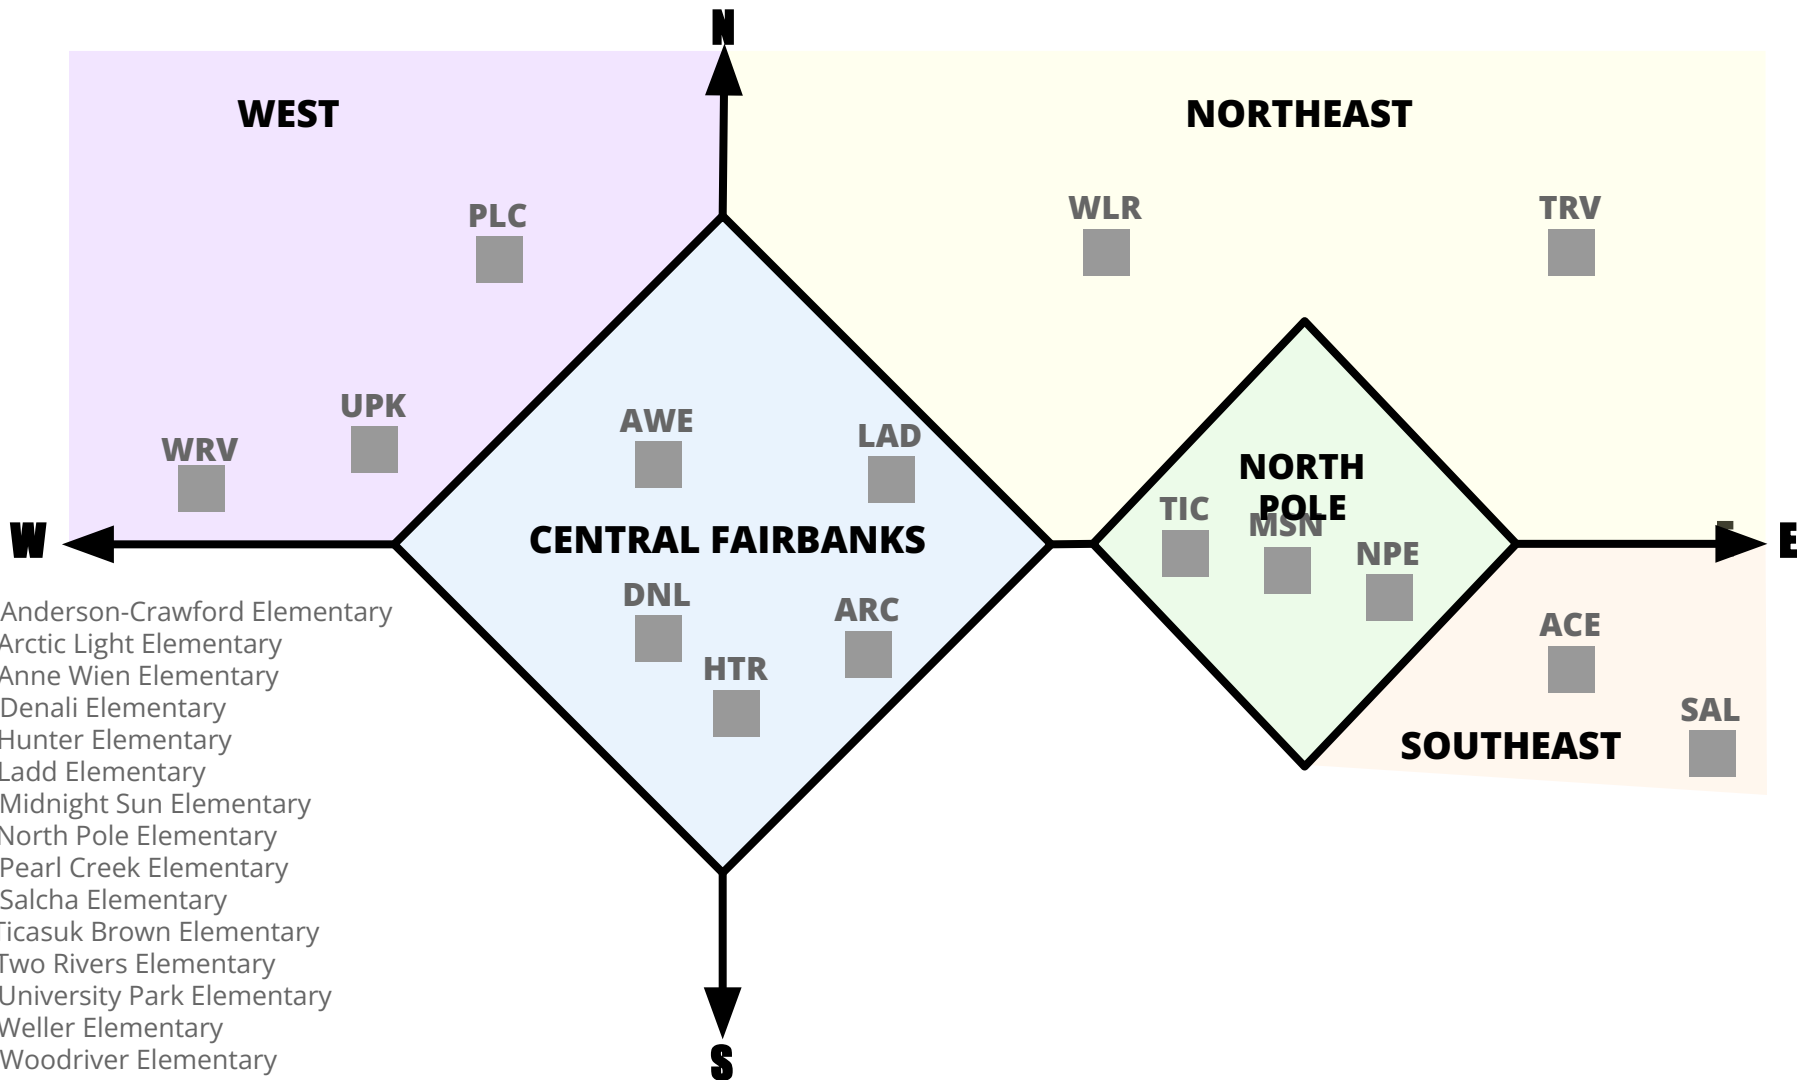 N
WEST
NORTHEAST
PLC
WLR
TRV
UPK
WRV
AWE
LAD
NORTH
POLE
TIC
MSN
W
CENTRAL FAIRBANKS
NPE
E
DNL
ARC
HTR
ACE
SAL
SOUTHEAST
Anderson-Crawford Elementary
Arctic Light Elementary
Anne Wien Elementary
Denali Elementary
Hunter Elementary
Ladd Elementary
Midnight Sun Elementary
North Pole Elementary
Pearl Creek Elementary
Salcha Elementary
Ticasuk Brown Elementary
Two Rivers Elementary
University Park Elementary
Weller Elementary
Woodriver Elementary
S